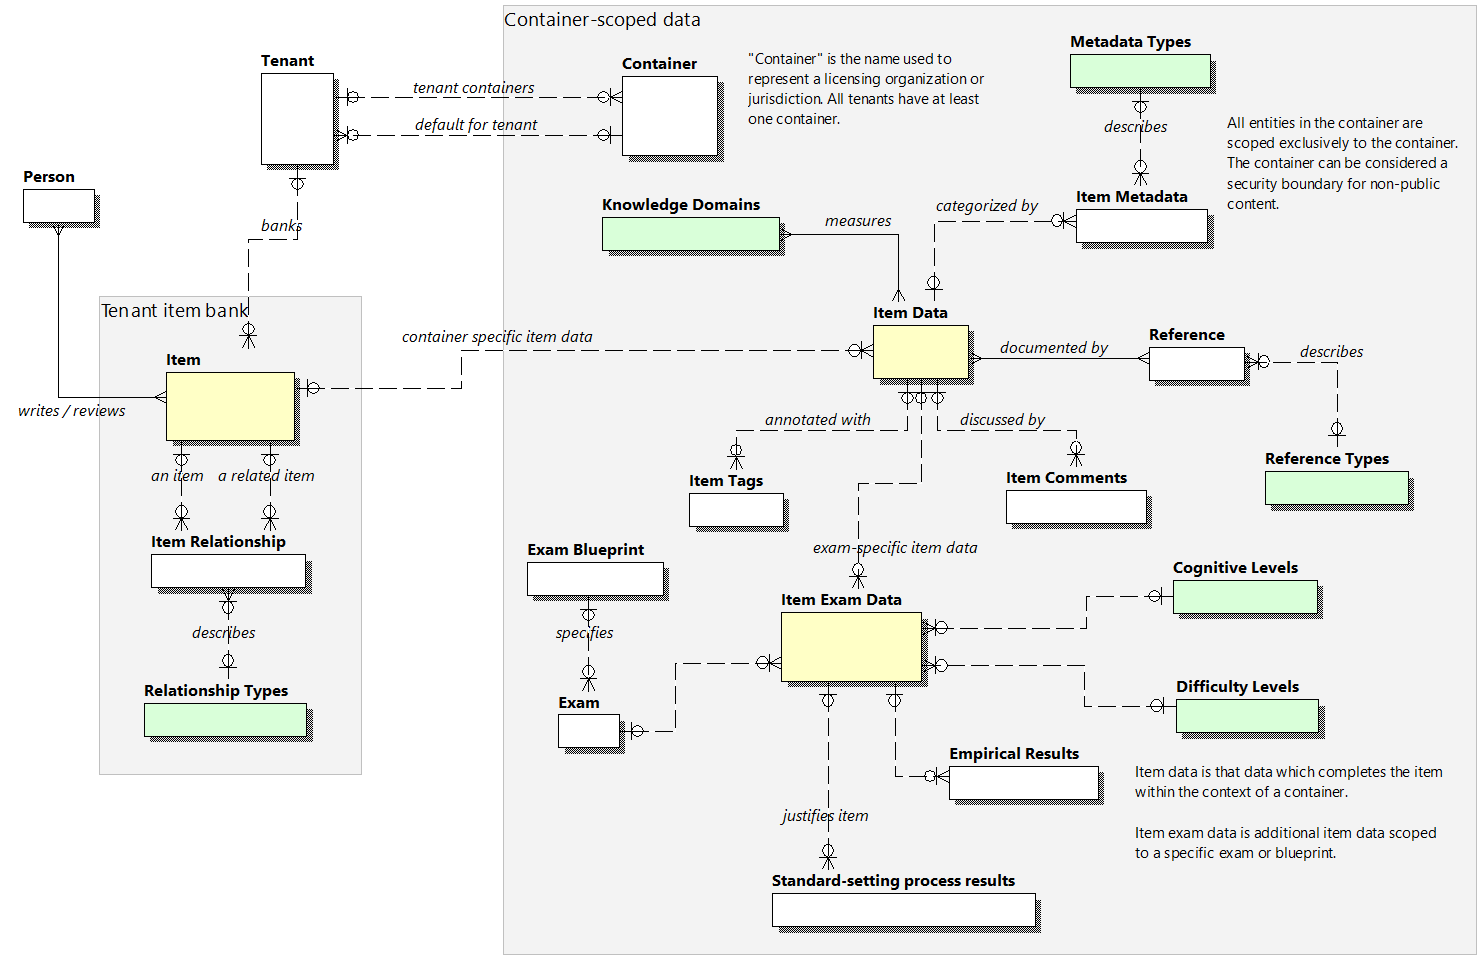 Container-scoped data
Tenant
Container
tenant containers
default for tenant
"Container" is the name used to
represent a licensing organization or
jurisdiction. All tenants have at least
one container.
Metadata Types
describes
All entities in the container are
scoped exclusively to the container.
The container can be considered a
security boundary for non-public
content.
Person
banks
Knowledge Domains
measures
categorized by
Item Metadata
Tenant item bank
Item
container specific item data
Item Data
documented by
Reference
describes
writes / reviews
annotated with
discussed by
an item
a related item
Item Tags
Item Comments
Reference Types
Item Relationship
exam-specific item data
Exam Blueprint
Item Exam Data
Cognitive Levels
describes
specifies
Relationship Types
Exam
Difficulty Levels
Empirical Results
justifies item
Item data is that data which completes the item
within the context of a container.
Item exam data is additional item data scoped
to a specific exam or blueprint.
Standard-setting process results